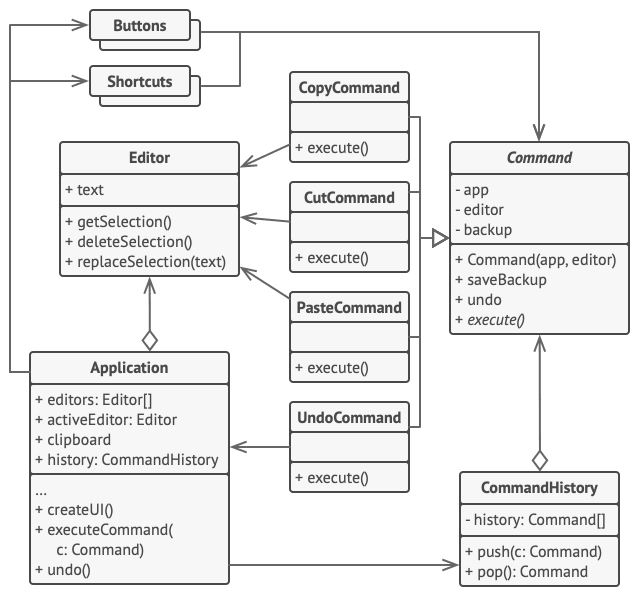 Buttons
Shortcuts
CopyCommand
+ execute()
Editor
+ text
+ getSelection()
+ deleteSelection()
+ replaceSelection(text)
CutCommand
+ execute()
Command
- app
- editor
- backup
+ Command(app, editor)
+ saveBackup
+ undo
+ execute()
PasteCommand
+ execute()
Application
+ editors: Editor[]
+ activeEditor: Editor
+ clipboard
+ history: CommandHistory
...
+ createUI()
+ executeCommand(
c: Command)
+ undo()
UndoCommand
+ execute()
CommandHistory
- history: Command[]
+ push(c: Command)
+ pop(): Command